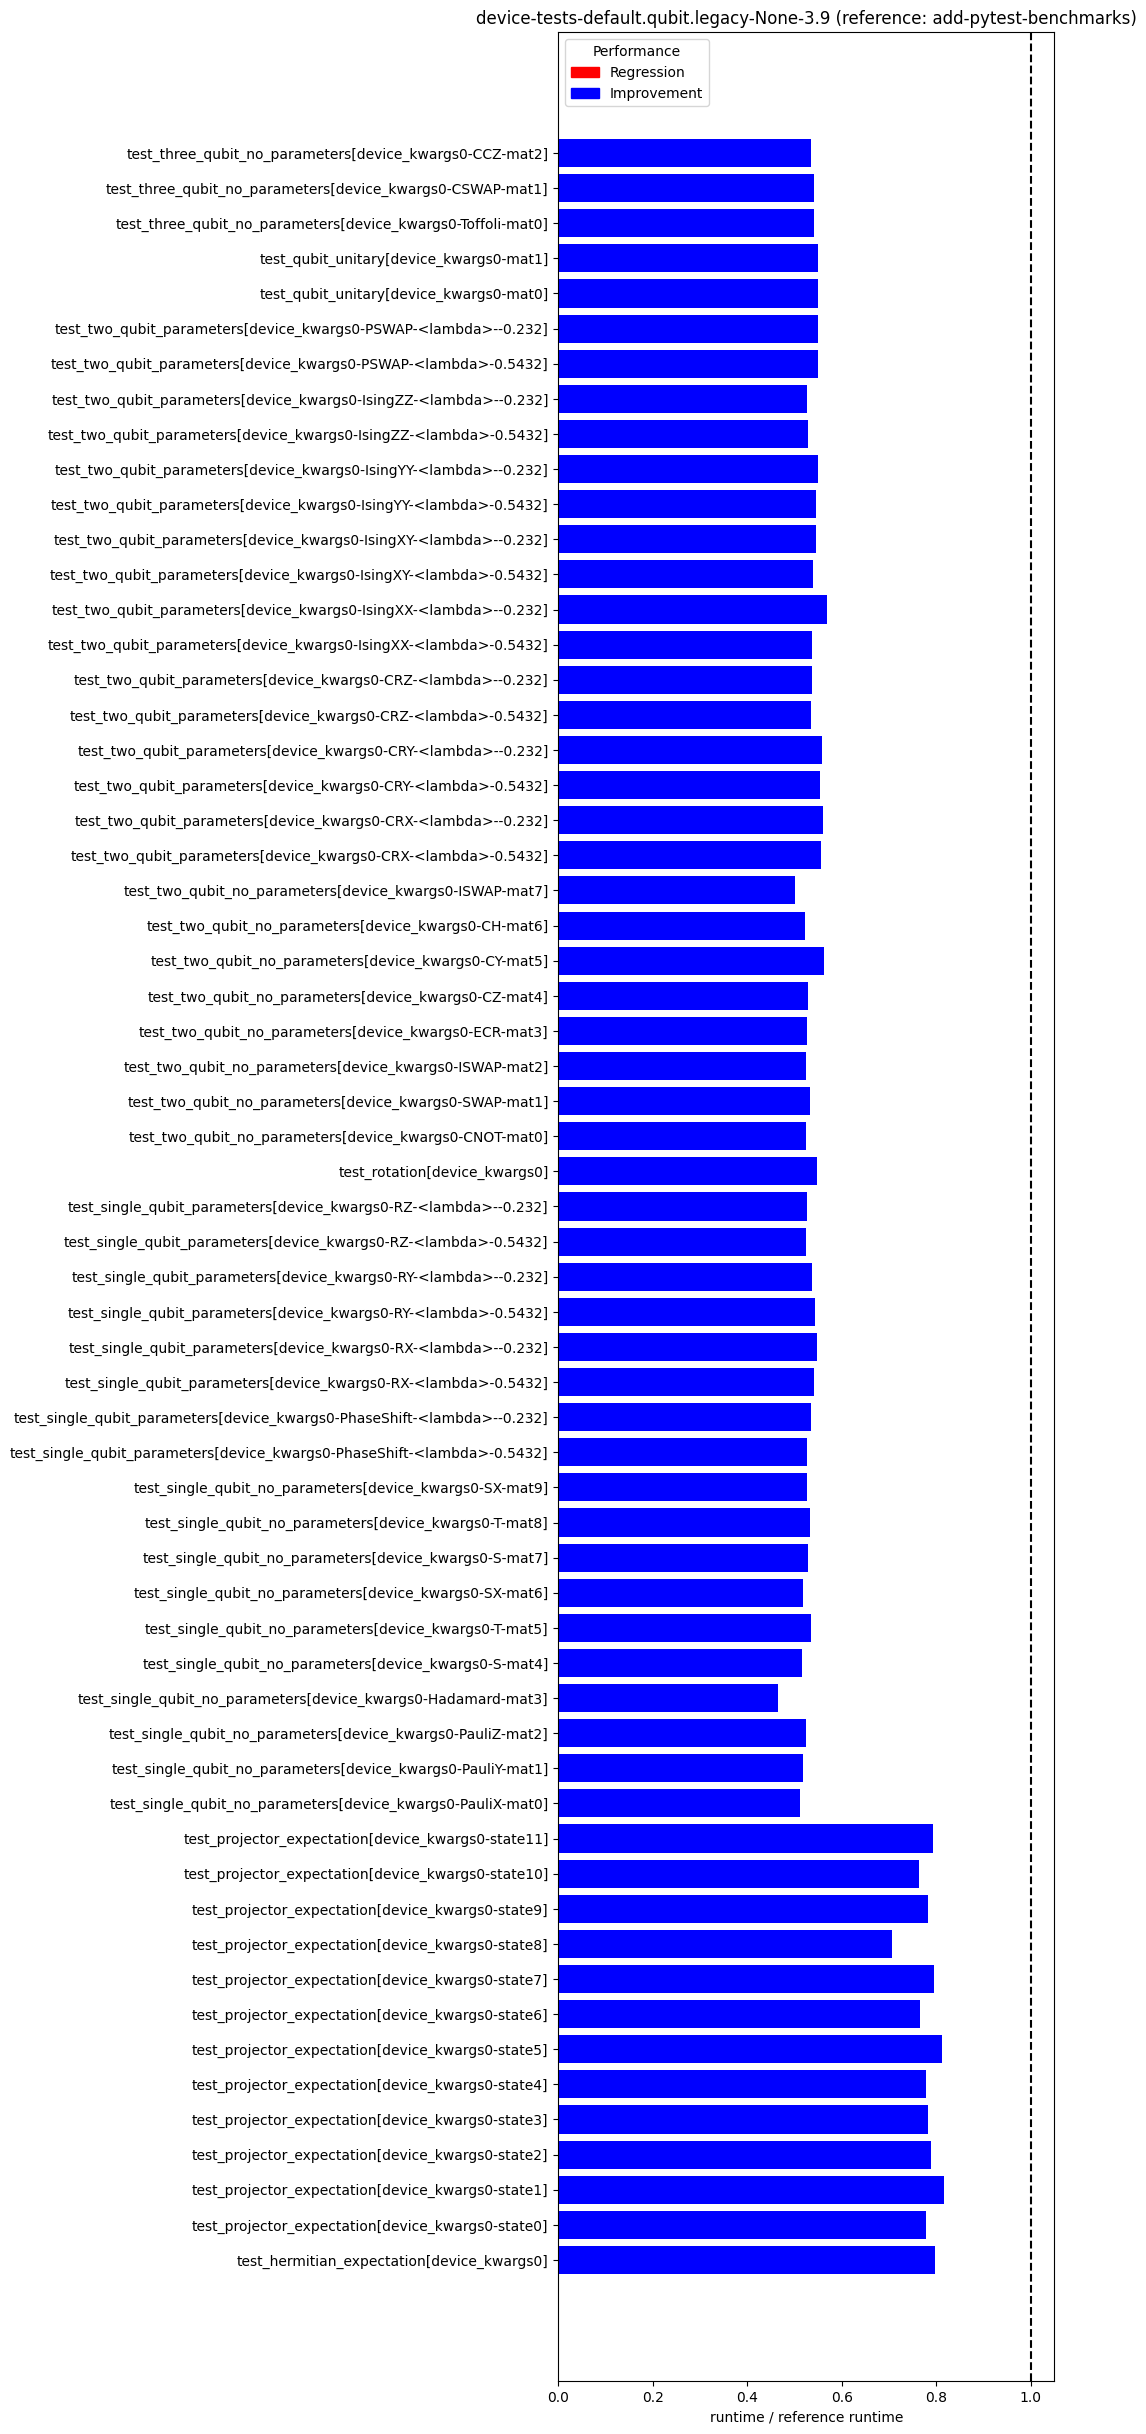 device-tests-default.qubit.legacy-None-3.9 (reference: add-pytest-benchmarks)
Performance
Regression
Improvement
test_three_qubit_no_parameters[device_kwargs0-CCZ-mat2]
test_three_qubit_no_parameters[device_kwargs0-CSWAP-mat1]
test_three_qubit_no_parameters[device_kwargs0-Toffoli-mat0]
test_qubit_unitary[device_kwargs0-mat1]
test_qubit_unitary[device_kwargs0-mat0]
test_two_qubit_parameters[device_kwargs0-PSWAP-<lambda>--0.232]
test_two_qubit_parameters[device_kwargs0-PSWAP-<lambda>-0.5432]
test_two_qubit_parameters[device_kwargs0-IsingZZ-<lambda>--0.232]
test_two_qubit_parameters[device_kwargs0-IsingZZ-<lambda>-0.5432]
test_two_qubit_parameters[device_kwargs0-IsingYY-<lambda>--0.232]
test_two_qubit_parameters[device_kwargs0-IsingYY-<lambda>-0.5432]
test_two_qubit_parameters[device_kwargs0-IsingXY-<lambda>--0.232]
test_two_qubit_parameters[device_kwargs0-IsingXY-<lambda>-0.5432]
test_two_qubit_parameters[device_kwargs0-IsingXX-<lambda>--0.232]
test_two_qubit_parameters[device_kwargs0-IsingXX-<lambda>-0.5432]
test_two_qubit_parameters[device_kwargs0-CRZ-<lambda>--0.232]
test_two_qubit_parameters[device_kwargs0-CRZ-<lambda>-0.5432]
test_two_qubit_parameters[device_kwargs0-CRY-<lambda>--0.232]
test_two_qubit_parameters[device_kwargs0-CRY-<lambda>-0.5432]
test_two_qubit_parameters[device_kwargs0-CRX-<lambda>--0.232]
test_two_qubit_parameters[device_kwargs0-CRX-<lambda>-0.5432]
test_two_qubit_no_parameters[device_kwargs0-ISWAP-mat7]
test_two_qubit_no_parameters[device_kwargs0-CH-mat6]
test_two_qubit_no_parameters[device_kwargs0-CY-mat5]
test_two_qubit_no_parameters[device_kwargs0-CZ-mat4]
test_two_qubit_no_parameters[device_kwargs0-ECR-mat3]
test_two_qubit_no_parameters[device_kwargs0-ISWAP-mat2]
test_two_qubit_no_parameters[device_kwargs0-SWAP-mat1]
test_two_qubit_no_parameters[device_kwargs0-CNOT-mat0]
test_rotation[device_kwargs0]
test_single_qubit_parameters[device_kwargs0-RZ-<lambda>--0.232]
test_single_qubit_parameters[device_kwargs0-RZ-<lambda>-0.5432]
test_single_qubit_parameters[device_kwargs0-RY-<lambda>--0.232]
test_single_qubit_parameters[device_kwargs0-RY-<lambda>-0.5432]
test_single_qubit_parameters[device_kwargs0-RX-<lambda>--0.232]
test_single_qubit_parameters[device_kwargs0-RX-<lambda>-0.5432]
test_single_qubit_parameters[device_kwargs0-PhaseShift-<lambda>--0.232]
test_single_qubit_parameters[device_kwargs0-PhaseShift-<lambda>-0.5432]
test_single_qubit_no_parameters[device_kwargs0-SX-mat9]
test_single_qubit_no_parameters[device_kwargs0-T-mat8]
test_single_qubit_no_parameters[device_kwargs0-S-mat7]
test_single_qubit_no_parameters[device_kwargs0-SX-mat6]
test_single_qubit_no_parameters[device_kwargs0-T-mat5]
test_single_qubit_no_parameters[device_kwargs0-S-mat4]
test_single_qubit_no_parameters[device_kwargs0-Hadamard-mat3]
test_single_qubit_no_parameters[device_kwargs0-PauliZ-mat2]
test_single_qubit_no_parameters[device_kwargs0-PauliY-mat1]
test_single_qubit_no_parameters[device_kwargs0-PauliX-mat0]
test_projector_expectation[device_kwargs0-state11]
test_projector_expectation[device_kwargs0-state10]
test_projector_expectation[device_kwargs0-state9]
test_projector_expectation[device_kwargs0-state8]
test_projector_expectation[device_kwargs0-state7]
test_projector_expectation[device_kwargs0-state6]
test_projector_expectation[device_kwargs0-state5]
test_projector_expectation[device_kwargs0-state4]
test_projector_expectation[device_kwargs0-state3]
test_projector_expectation[device_kwargs0-state2]
test_projector_expectation[device_kwargs0-state1]
test_projector_expectation[device_kwargs0-state0]
test_hermitian_expectation[device_kwargs0]
0.0 0.2 0.4 0.6 0.8 1.0
runtime / reference runtime